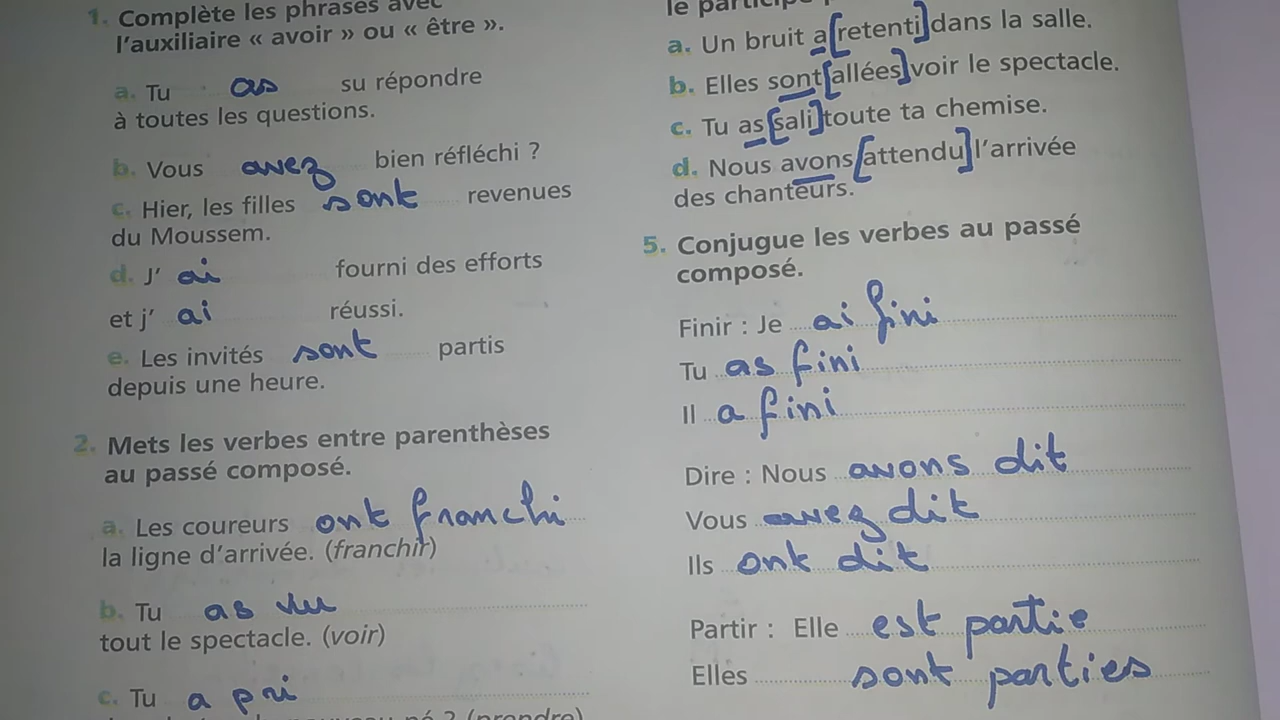 1. Complète les phrases avec
l'auxiliaire « avoir » ou « être ».
a. Tu as su répondre
à toutes les questions.
b. Vous avez bien réfléchi ?
c. Hier, les filles sont revenues
du Moussem.
d. J' ai fourni des efforts
et j' ai réussi.
e. Les invités sont partis
depuis une heure.
2. Mets les verbes entre parenthèses
au passé composé.
a. Les coureurs ont franchi
la ligne d'arrivée. (franchir)
b. Tu as vu
tout le spectacle. (voir)
c. Tu a pri
(prendre)
le
a. Un bruit a [retenti] dans la salle.
b. Elles sont [allées] voir le spectacle.
c. Tu as [sali] toute ta chemise.
d. Nous avons [attendu] l'arrivée
des chanteurs.
5. Conjugue les verbes au passé
composé.
Finir : Je ai fini
Tu as fini
Il a fini
Dire : Nous avons dit
Vous avez dit
Ils ont dit
Partir : Elle est partie
Elles sont parties